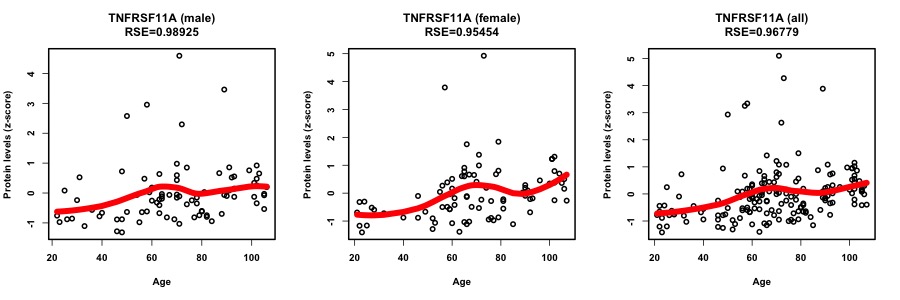 TNFRSF11A (male)
RSE=0.98925
Protein levels (z-score)
4
3
2
1
0
-1
20 40 60 80 100
Age
TNFRSF11A (female)
RSE=0.95454
Protein levels (z-score)
5
4
3
2
1
0
-1
20 40 60 80 100
Age
TNFRSF11A (all)
RSE=0.96779
Protein levels (z-score)
5
4
3
2
1
0
-1
20 40 60 80 100
Age